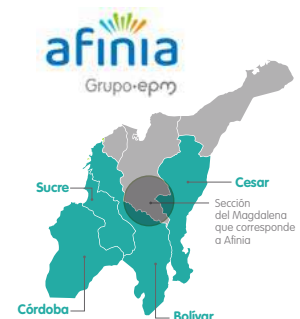 afinia
Grupo·epm
Sucre
Cesar
Sección
del Magdalena
que corresponde
a Afinia
Córdoba
Bolívar